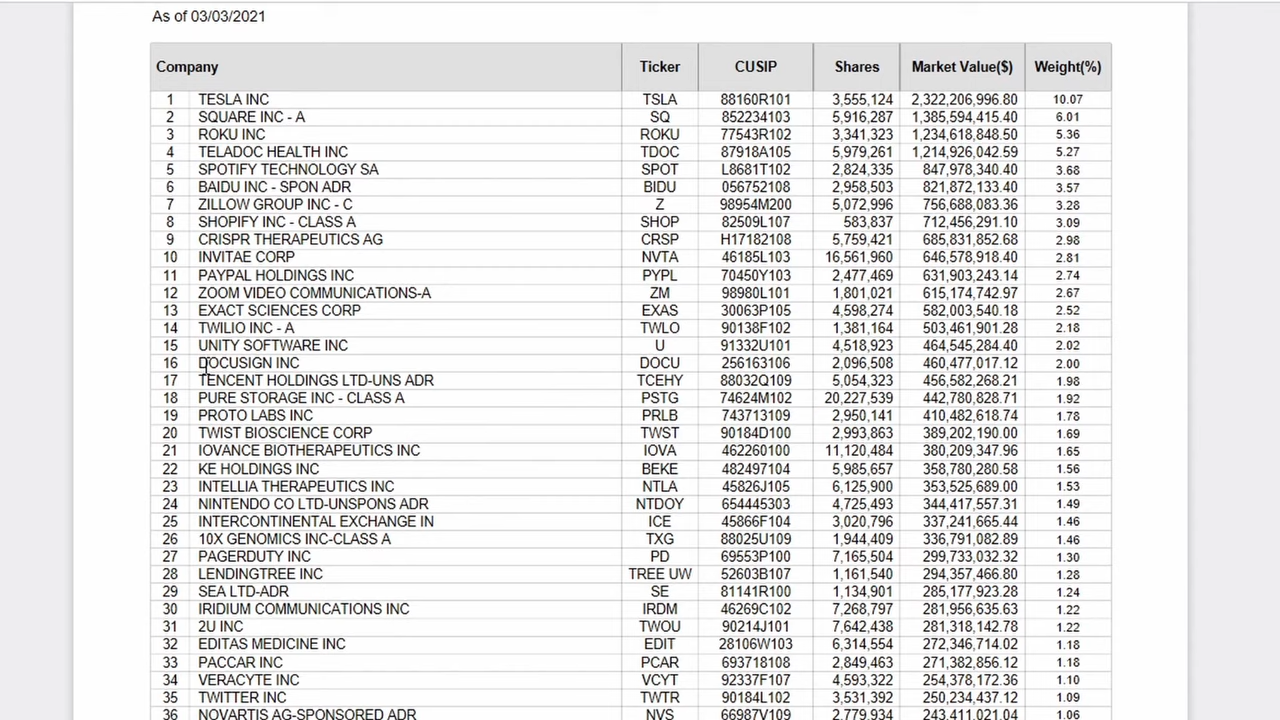 As of 03/03/2021
Company Ticker CUSIP Shares Market Value($) Weight(%)
1 TESLA INC TSLA 88160R101 3,555,124 2,322,206,996.80 10.07
2 SQUARE INC - A SQ 852234103 5,916,287 1,385,594,415.40 6.01
3 ROKU INC ROKU 77543R102 3,341,323 1,234,618,848.50 5.36
4 TELADOC HEALTH INC TDOC 87918A105 5,979,261 1,214,926,042.59 5.27
5 SPOTIFY TECHNOLOGY SA SPOT L8681T102 2,824,335 847,978,340.40 3.68
6 BAIDU INC - SPON ADR BIDU 056752108 2,958,503 821,872,133.40 3.57
7 ZILLOW GROUP INC - C Z 98954M200 5,072,996 756,688,083.36 3.28
8 SHOPIFY INC - CLASS A SHOP 82509L107 583,837 712,456,291.10 3.09
9 CRISPR THERAPEUTICS AG CRSP H17182108 5,759,421 685,831,852.68 2.98
10 INVITAE CORP NVTA 46185L103 16,561,960 646,578,918.40 2.81
11 PAYPAL HOLDINGS INC PYPL 70450Y103 2,477,469 631,903,243.14 2.74
12 ZOOM VIDEO COMMUNICATIONS-A ZM 98980L101 1,801,021 615,174,742.97 2.67
13 EXACT SCIENCES CORP EXAS 30063P105 4,598,274 582,003,540.18 2.52
14 TWILIO INC - A TWLO 90138F102 1,381,164 503,461,901.28 2.18
15 UNITY SOFTWARE INC U 91332U101 4,518,923 464,545,284.40 2.02
16 DOCUSIGN INC DOCU 256163106 2,096,508 460,477,017.12 2.00
17 TENCENT HOLDINGS LTD-UNS ADR TCEHY 88032Q109 5,054,323 456,582,268.21 1.98
18 PURE STORAGE INC - CLASS A PSTG 74624M102 20,227,539 442,780,828.71 1.92
19 PROTO LABS INC PRLB 743713109 2,950,141 410,482,618.74 1.78
20 TWIST BIOSCIENCE CORP TWST 90184D100 2,993,863 389,202,190.00 1.69
21 IOVANCE BIOTHERAPEUTICS INC IOVA 462260100 11,120,484 380,209,347.96 1.65
22 KE HOLDINGS INC BEKE 482497104 5,985,657 358,780,280.58 1.56
23 INTELLIA THERAPEUTICS INC NTLA 45826J105 6,125,900 353,525,689.00 1.53
24 NINTENDO CO LTD-UNSPONS ADR NTDOY 654445303 4,725,493 344,417,557.31 1.49
25 INTERCONTINENTAL EXCHANGE IN ICE 45866F104 3,020,796 337,241,665.44 1.46
26 10X GENOMICS INC-CLASS A TXG 88025U109 1,944,409 336,791,082.89 1.46
27 PAGERDUTY INC PD 69553P100 7,165,504 299,733,032.32 1.30
28 LENDINGTREE INC TREE UW 52603B107 1,161,540 294,357,466.80 1.28
29 SEA LTD-ADR SE 81141R100 1,134,901 285,177,923.28 1.24
30 IRIDIUM COMMUNICATIONS INC IRDM 46269C102 7,268,797 281,956,635.63 1.22
31 2U INC TWOU 90214J101 7,642,438 281,318,142.78 1.22
32 EDITAS MEDICINE INC EDIT 28106W103 6,314,554 272,346,714.02 1.18
33 PACCAR INC PCAR 693718108 2,849,463 271,382,856.12 1.18
34 VERACYTE INC VCYT 92337F107 4,593,322 254,378,172.36 1.10
35 TWITTER INC TWTR 90184L102 3,531,392 250,234,437.12 1.09
36 NOVARTIS AG-SPONSORED ADR NVS 66987V109 2,779,934 243,411,021.04 1.06